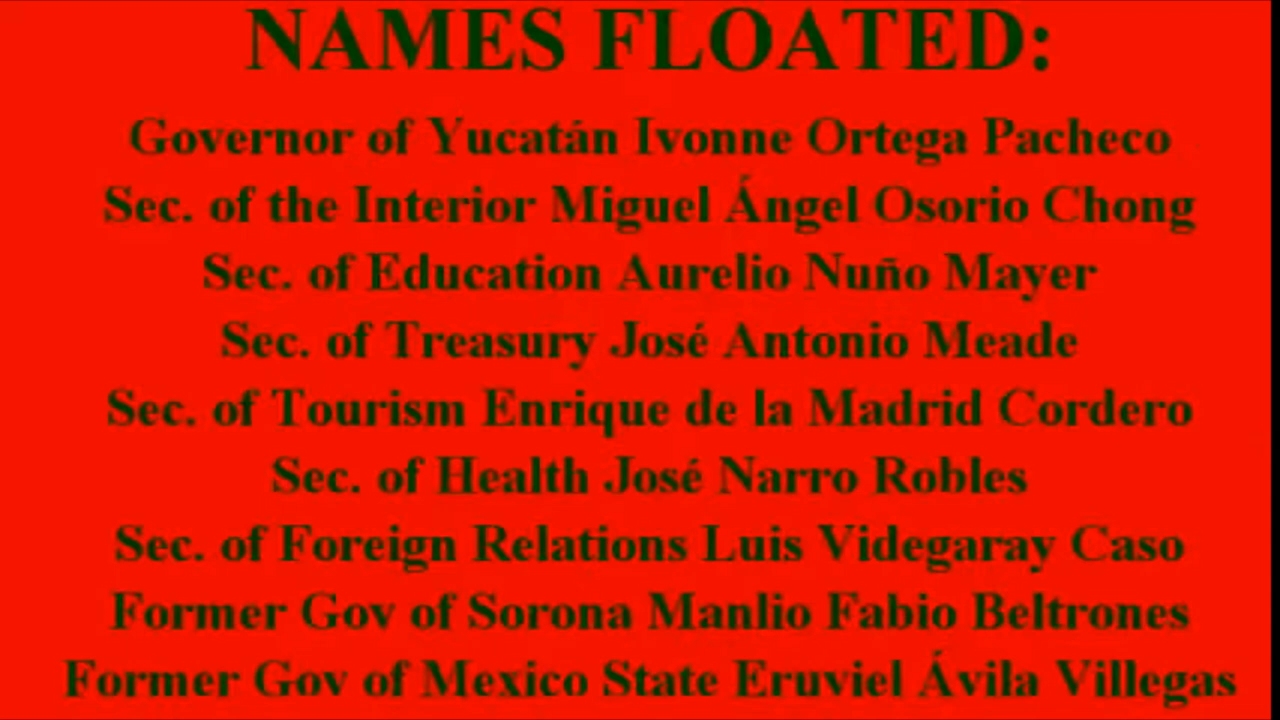 NAMES FLOATED:
Governor of Yucatán Ivonne Ortega Pacheco
Sec. of the Interior Miguel Ángel Osorio Chong
Sec. of Education Aurelio Nuño Mayer
Sec. of Treasury José Antonio Meade
Sec. of Tourism Enrique de la Madrid Cordero
Sec. of Health José Narro Robles
Sec. of Foreign Relations Luis Videgaray Caso
Former Gov of Sorona Manlio Fabio Beltrones
Former Gov of Mexico State Eruviel Ávila Villegas